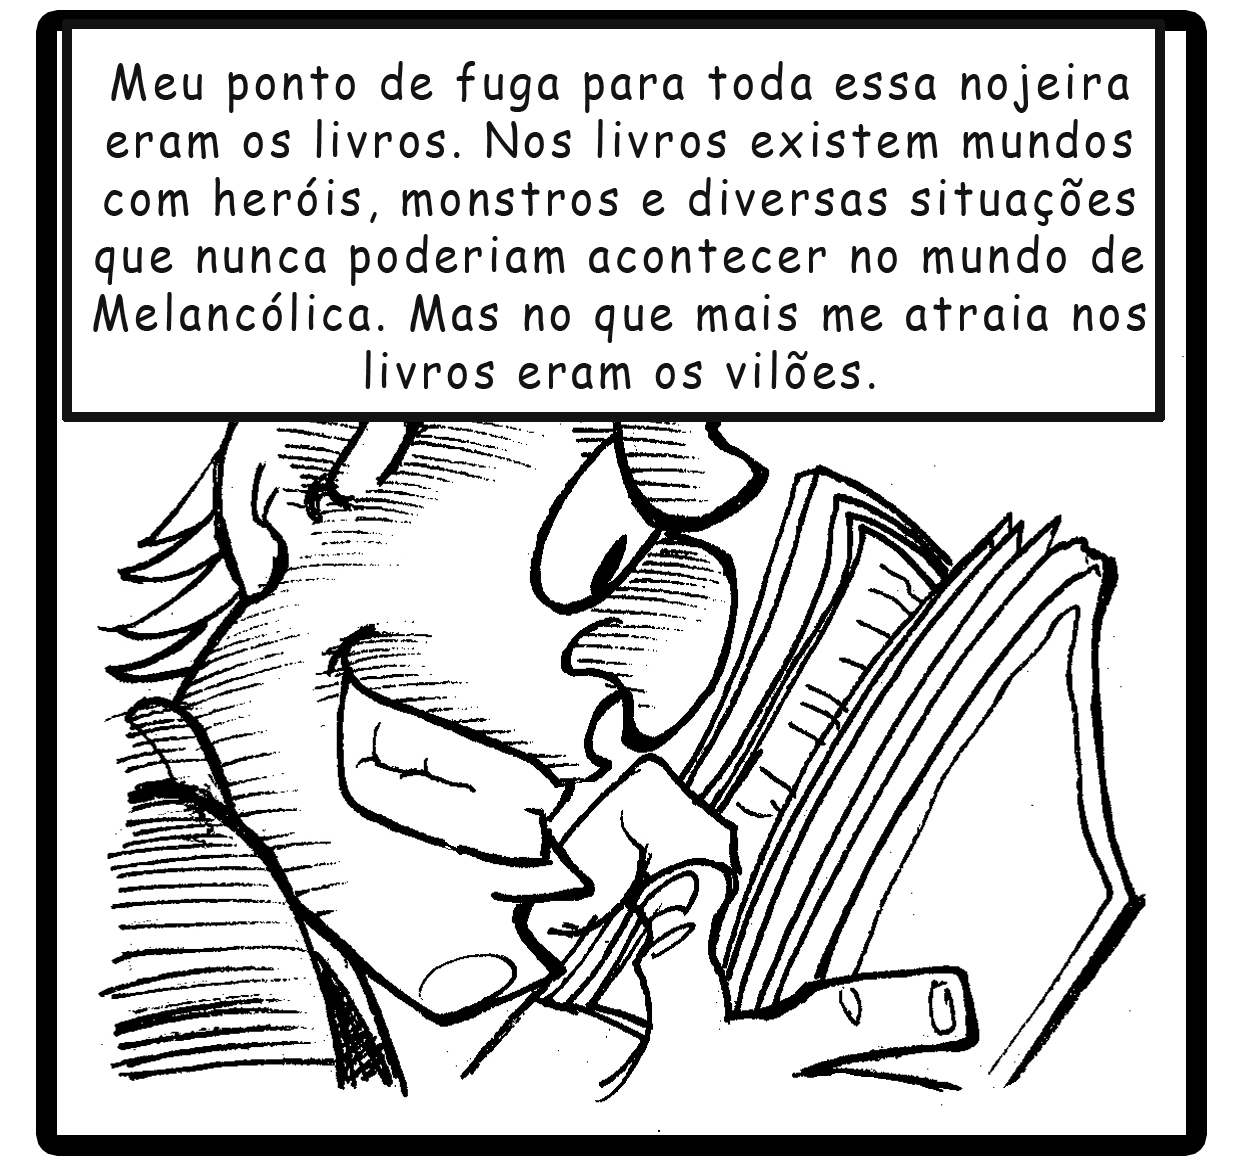 Meu ponto de fuga para toda essa nojeira
eram os livros. Nos livros existem mundos
com heróis, monstros e diversas situações
que nunca poderiam acontecer no mundo de
Melancólica. Mas no que mais me atraia nos
livros eram os vilões.